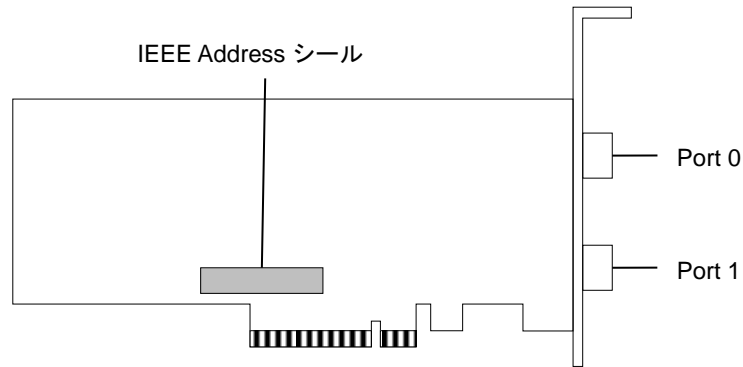 IEEE Address シール
Port 0
Port 1